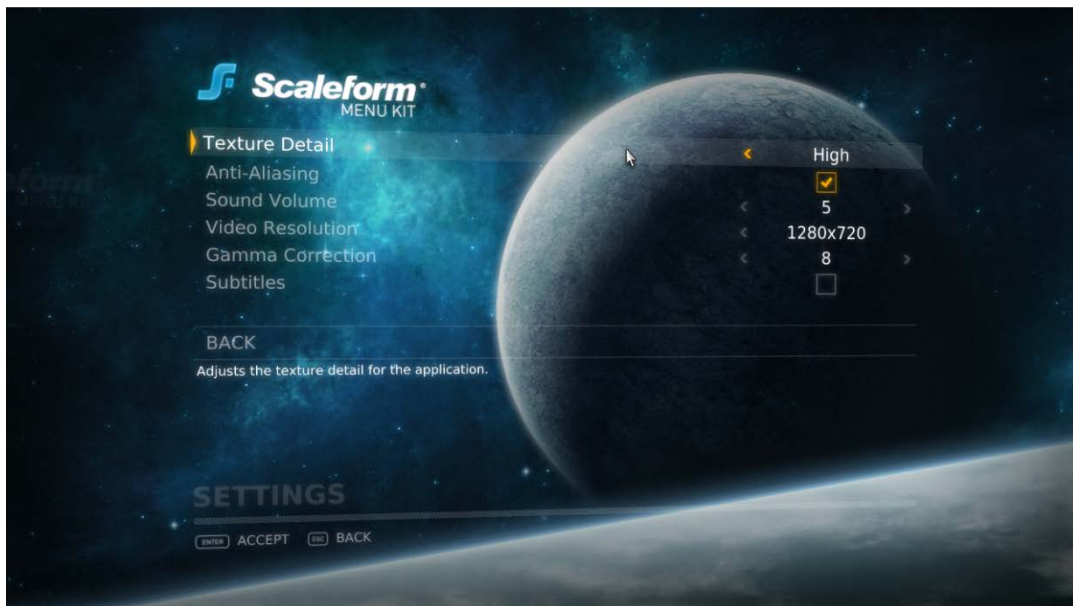 Scaleform®
MENU KIT
Texture Detail High
Anti-Aliasing
Sound Volume 5
Video Resolution 1280x720
Gamma Correction 8
Subtitles
BACK
Adjusts the texture detail for the application.
SETTINGS
ENTER ACCEPT ESC BACK